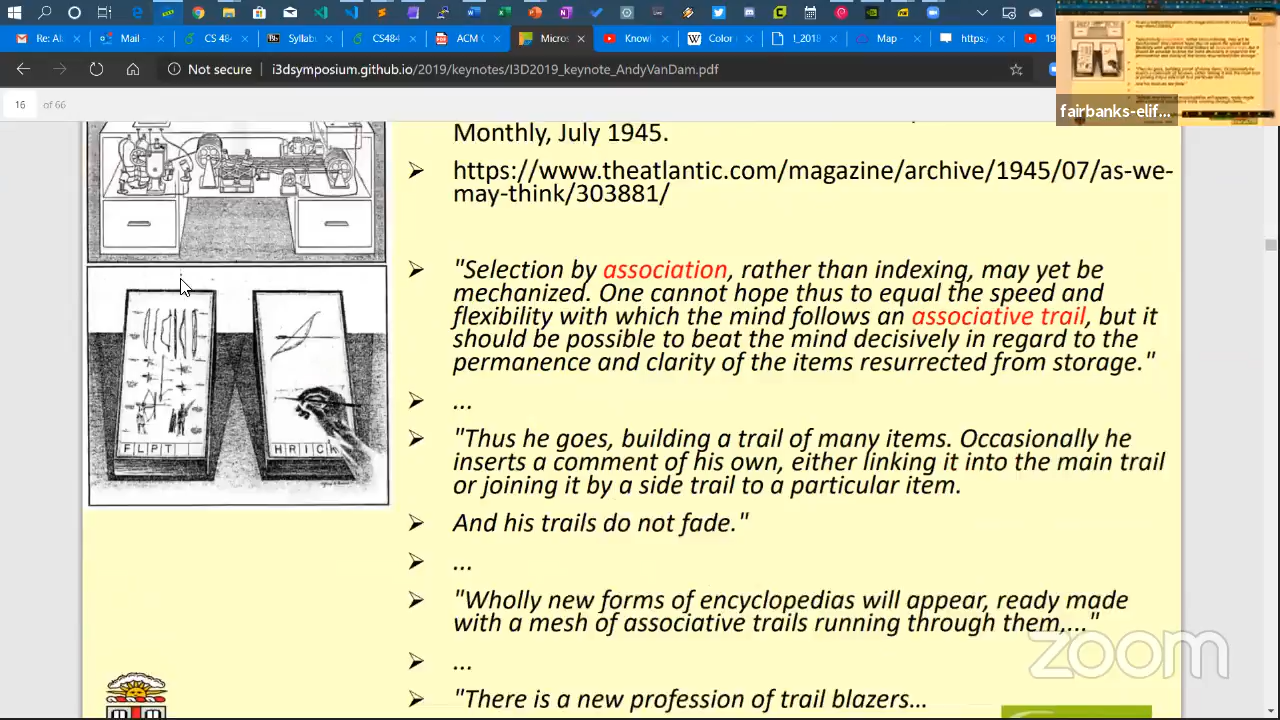 Re: Al
Mail
CS 48
Syllab
CS48
ACM
Micro
Knowl
Color
I_2018
Map
https:
19
Not secure
i3dsymposium.github.io/2019/keynotes/I3D2019_keynote_AndyVanDam.pdf
16 of 66
fairbanks-elif...
Monthly, July 1945.
https://www.theatlantic.com/magazine/archive/1945/07/as-we-
may-think/303881/
"Selection by association, rather than indexing, may yet be
mechanized. One cannot hope thus to equal the speed and
flexibility with which the mind follows an associative trail, but it
should be possible to beat the mind decisively in regard to the
permanence and clarity of the items resurrected from storage."
...
"Thus he goes, building a trail of many items. Occasionally he
inserts a comment of his own, either linking it into the main trail
or joining it by a side trail to a particular item.
And his trails do not fade."
...
"Wholly new forms of encyclopedias will appear, ready made
with a mesh of associative trails running through them,..."
...
"There is a new profession of trail blazers...
FLPT
HRICK
zoom